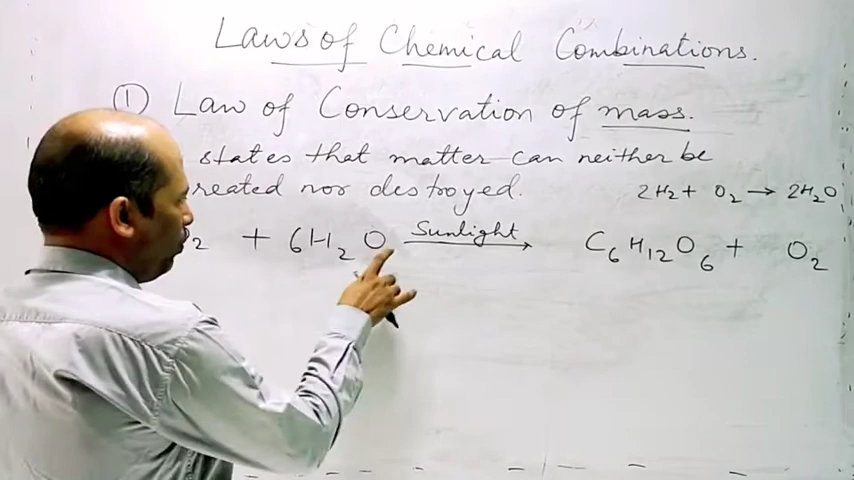 Laws of Chemical Combinations.
① Law of Conservation of mass.
states that matter can neither be
reated nor destroyed.
2H₂ + O₂ → 2H₂O
₂ + 6H₂O Sunlight → C₆H₁₂O₆ + O₂